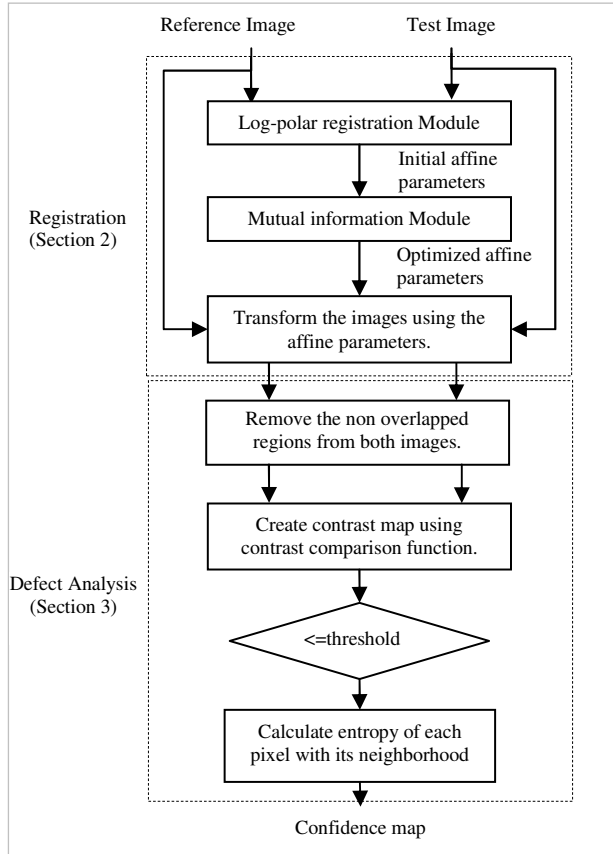 Reference Image
Test Image
Log-polar registration Module
Initial affine
parameters
Registration
(Section 2)
Mutual information Module
Optimized affine
parameters
Transform the images using the
affine parameters.
Remove the non overlapped
regions from both images.
Create contrast map using
contrast comparison function.
Defect Analysis
(Section 3)
<=threshold
Calculate entropy of each
pixel with its neighborhood
Confidence map